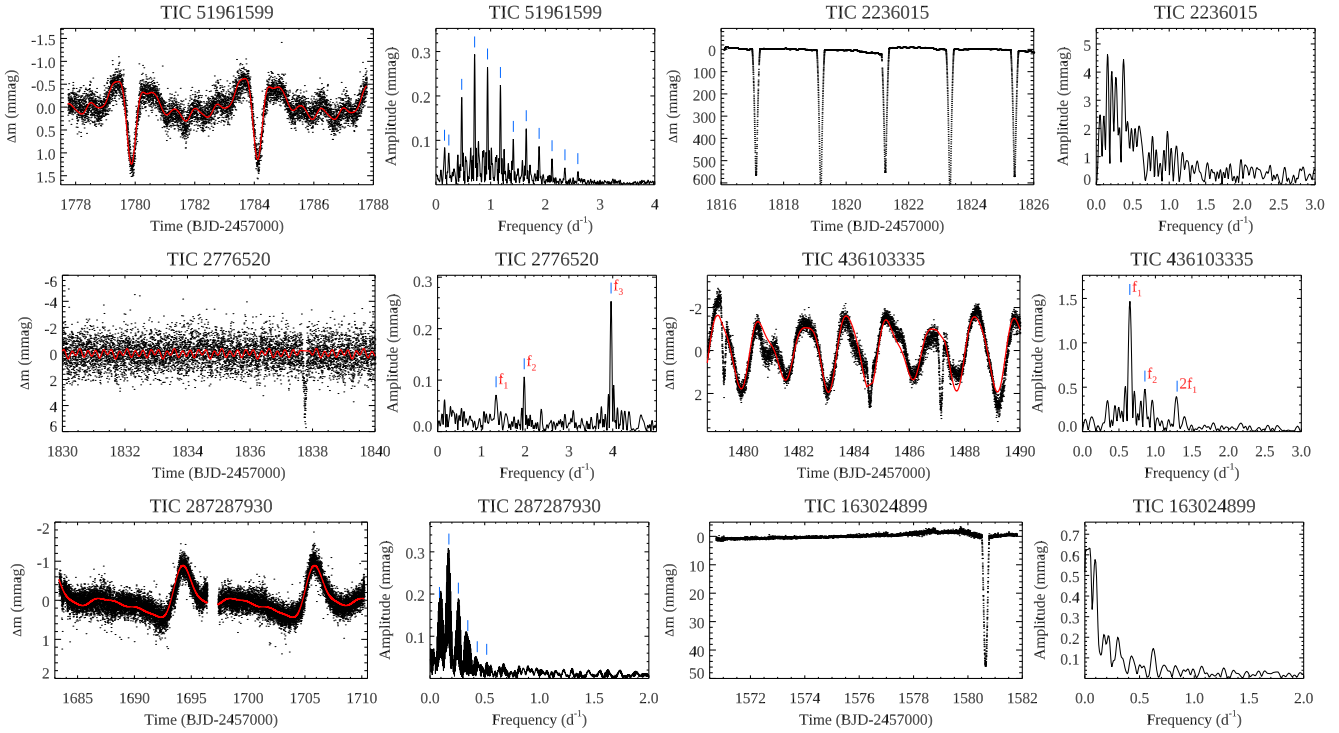 TIC 51961599
TIC 51961599
TIC 2236015
TIC 2236015
Δm (mmag)
-1.5
-1.0
-0.5
0.0
0.5
1.0
1.5
1778 1780 1782 1784 1786 1788
Time (BJD-2457000)
Amplitude (mmag)
0.3
0.2
0.1
0 1 2 3 4
Frequency (d⁻¹)
Δm (mmag)
0
100
200
300
400
500
600
1816 1818 1820 1822 1824 1826
Time (BJD-2457000)
Amplitude (mmag)
5
4
3
2
1
0
0.0 0.5 1.0 1.5 2.0 2.5 3.0
Frequency (d⁻¹)
TIC 2776520
TIC 2776520
TIC 436103335
TIC 436103335
Δm (mmag)
-6
-4
-2
0
2
4
6
1830 1832 1834 1836 1838 1840
Time (BJD-2457000)
Amplitude (mmag)
0.3
0.2
0.1
0.0
f₁
f₂
f₃
0 2 4
Frequency (d⁻¹)
Δm (mmag)
-2
0
2
1480 1482 1484 1486 1488 1490
Time (BJD-2457000)
Amplitude (mmag)
1.5
1.0
0.5
0.0
f₁
f₂
2f₁
0.0 0.5 1.0 1.5 2.0 2.5 3.0
Frequency (d⁻¹)
TIC 287287930
TIC 287287930
TIC 163024899
TIC 163024899
Δm (mmag)
-2
-1
0
1
2
1685 1690 1695 1700 1705 1710
Time (BJD-2457000)
Amplitude (mmag)
0.3
0.2
0.1
0.0 0.5 1.0 1.5 2.0
Frequency (d⁻¹)
Δm (mmag)
0
10
20
30
40
50
1572 1574 1576 1578 1580 1582
Time (BJD-2457000)
Amplitude (mmag)
0.7
0.6
0.5
0.4
0.3
0.2
0.1
0.0 0.5 1.0 1.5 2.0
Frequency (d⁻¹)